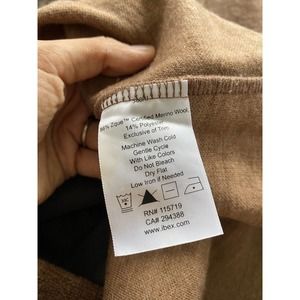 86% Zque™ Certified Merino Wool
14% Polyester
Exclusive of Trim
Machine Wash Cold
Gentle Cycle
With Like Colors
Do Not Bleach
Dry Flat
Low Iron if Needed
RN# 115719
CA# 294388
www.ibex.com